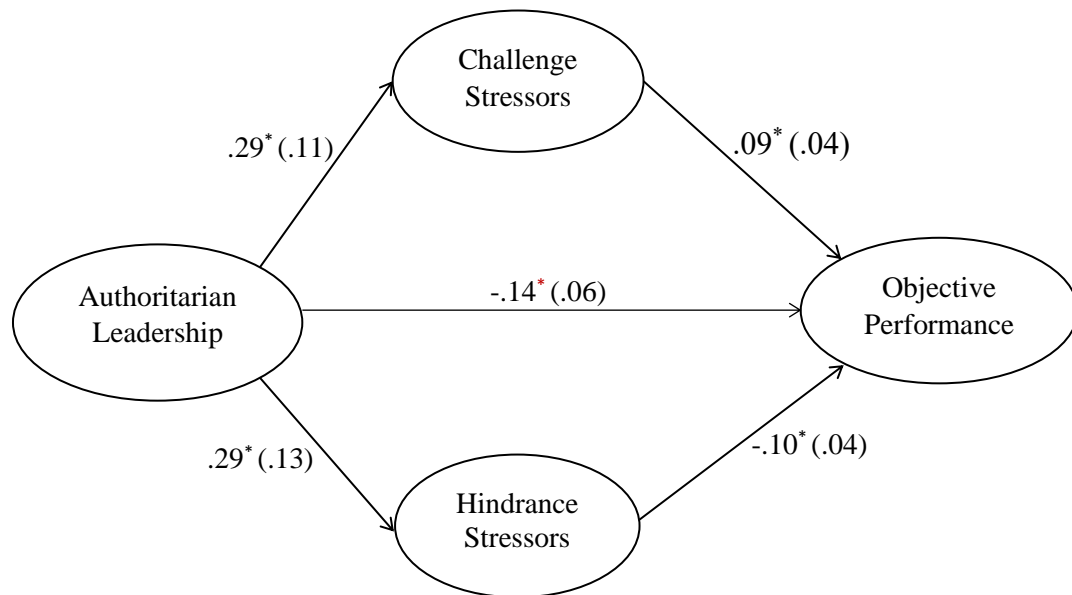 Challenge
Stressors
.29* (.11)
.09* (.04)
Authoritarian
Leadership
-.14* (.06)
Objective
Performance
.29* (.13)
-.10* (.04)
Hindrance
Stressors